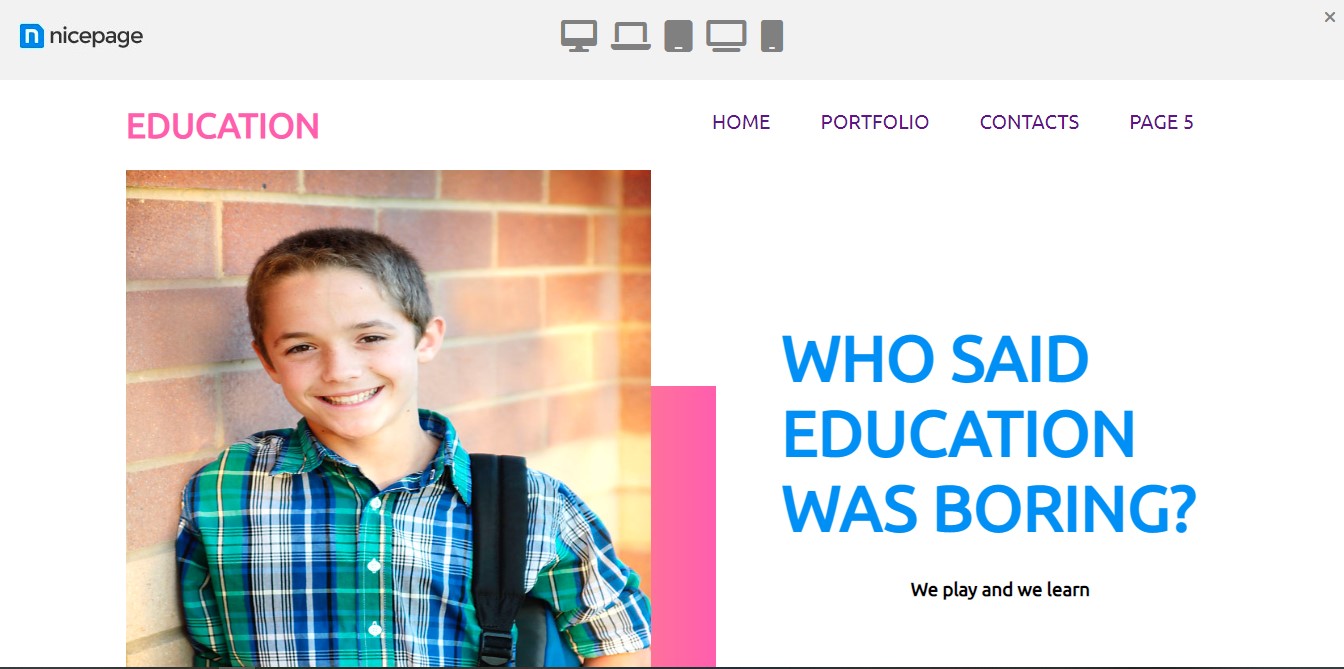 nicepage
EDUCATION
HOME PORTFOLIO CONTACTS PAGE 5
WHO SAID
EDUCATION
WAS BORING?
We play and we learn